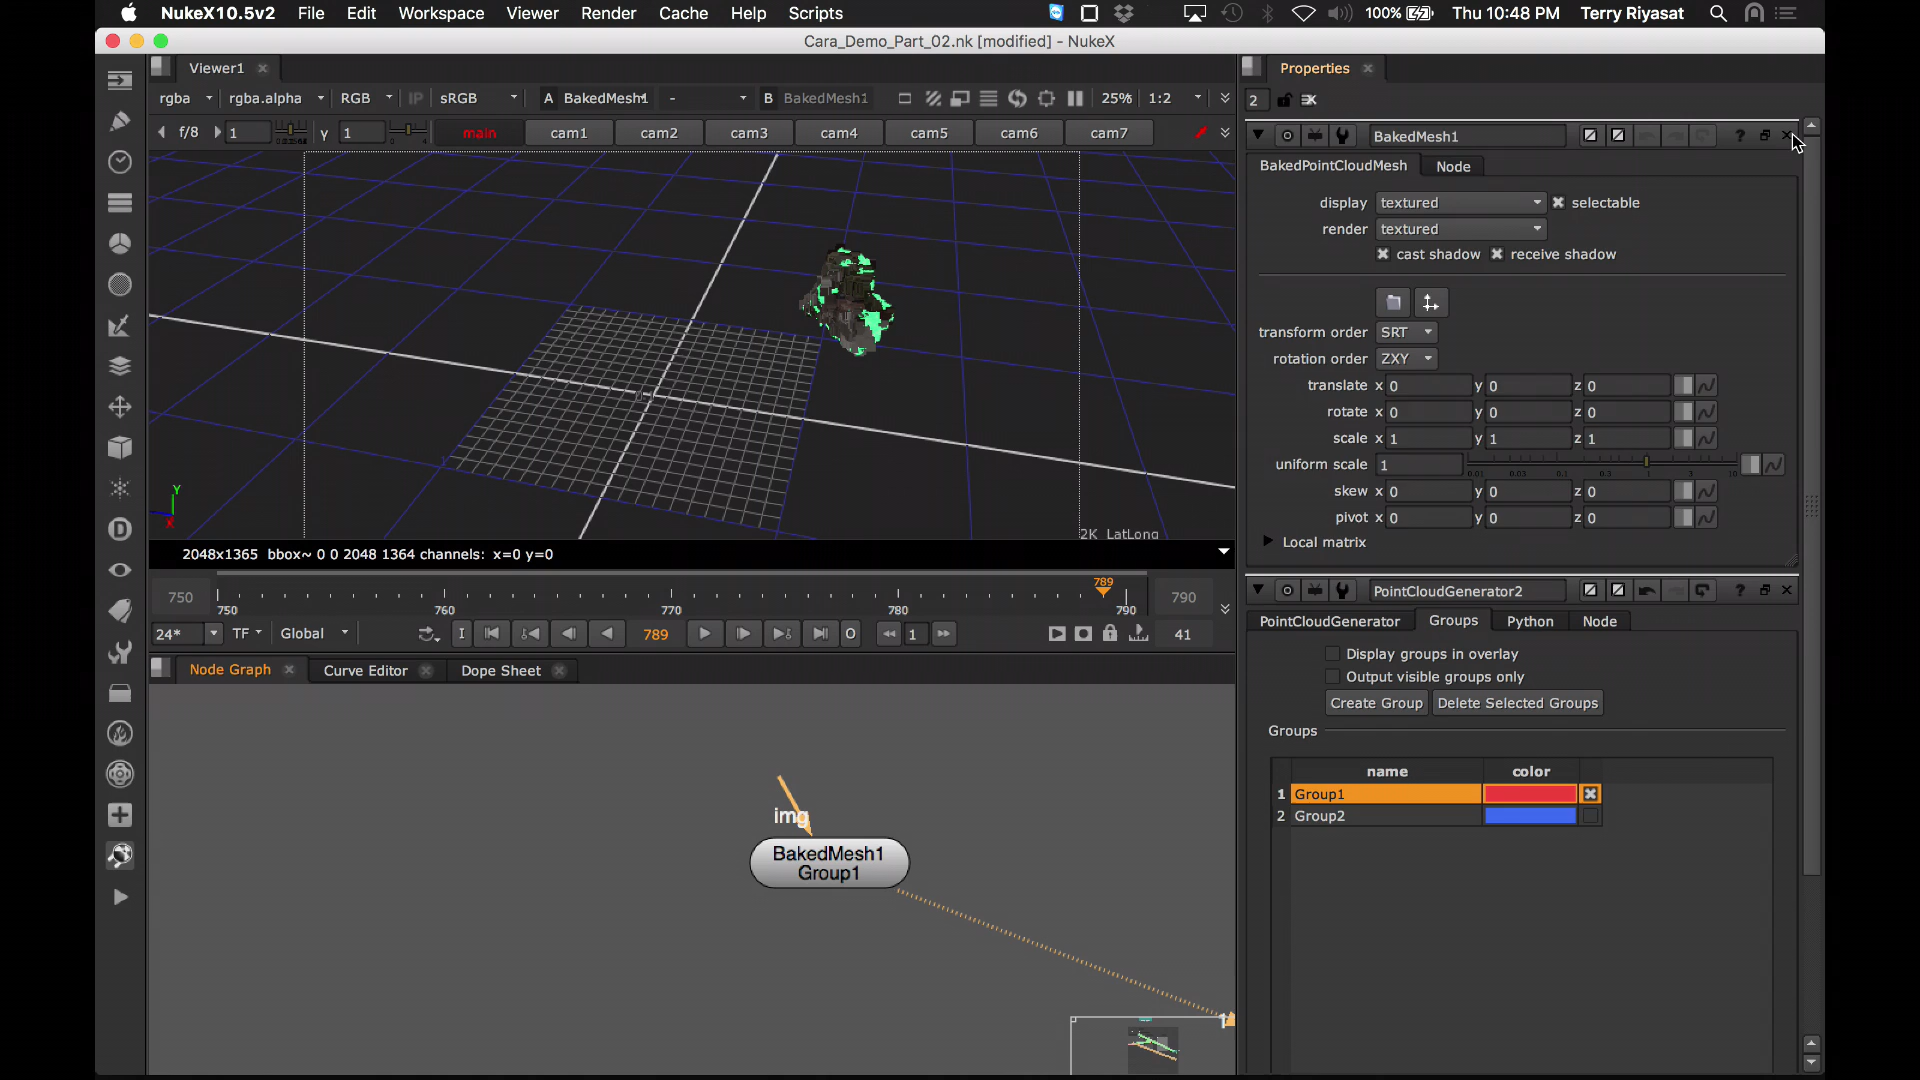 NukeX10.5v2 File Edit Workspace Viewer Render Cache Help Scripts 100% Thu 10:48 PM Terry Riyasat
Cara_Demo_Part_02.nk [modified] - NukeX
Viewer1
rgba rgba.alpha RGB IP sRGB A BakedMesh1 - B BakedMesh1 25% 1:2
f/8 1 y 1 main cam1 cam2 cam3 cam4 cam5 cam6 cam7
Y
X
2K_LatLong
2048x1365 bbox~ 0 0 2048 1364 channels: x=0 y=0
750 750 760 770 780 789 790 790
24* TF Global I 789 O 1 41
Node Graph Curve Editor Dope Sheet
img
BakedMesh1
Group1
1
Properties
2
BakedMesh1 ?
BakedPointCloudMesh Node
display textured selectable
render textured
cast shadow receive shadow
transform order SRT
rotation order ZXY
translate x 0 y 0 z 0
rotate x 0 y 0 z 0
scale x 1 y 1 z 1
uniform scale 1
skew x 0 y 0 z 0
pivot x 0 y 0 z 0
Local matrix
PointCloudGenerator2 ?
PointCloudGenerator Groups Python Node
Display groups in overlay
Output visible groups only
Create Group Delete Selected Groups
Groups
name color
1 Group1
2 Group2